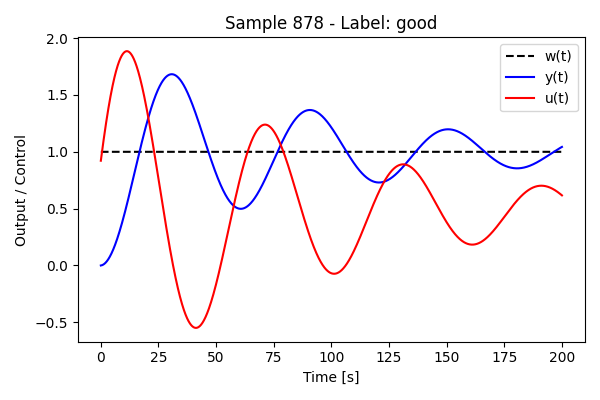 Sample 878 - Label: good
Output / Control
2.0
1.5
1.0
0.5
0.0
−0.5
w(t)
y(t)
u(t)
0 25 50 75 100 125 150 175 200
Time [s]